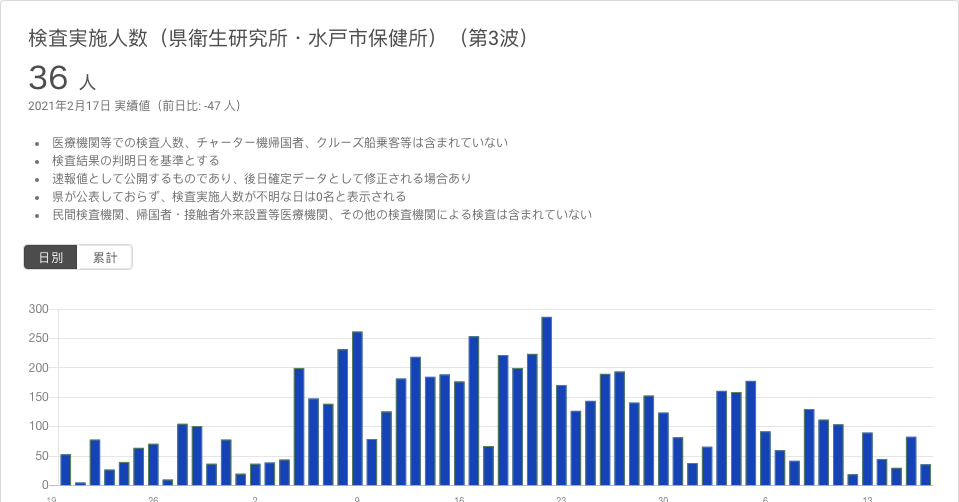 検査実施人数（県衛生研究所・水戸市保健所）（第3波）
36 人
2021年2月17日 実績値（前日比: -47 人）
医療機関等での検査人数、チャーター機帰国者、クルーズ船乗客等は含まれていない
検査結果の判明日を基準とする
速報値として公開するものであり、後日確定データとして修正される場合あり
県が公表しておらず、検査実施人数が不明な日は0名と表示される
民間検査機関、帰国者・接触者外来設置等医療機関、その他の検査機関による検査は含まれていない
日別 累計
300
250
200
150
100
50
0
19 26 2 9 16 23 30 6 13